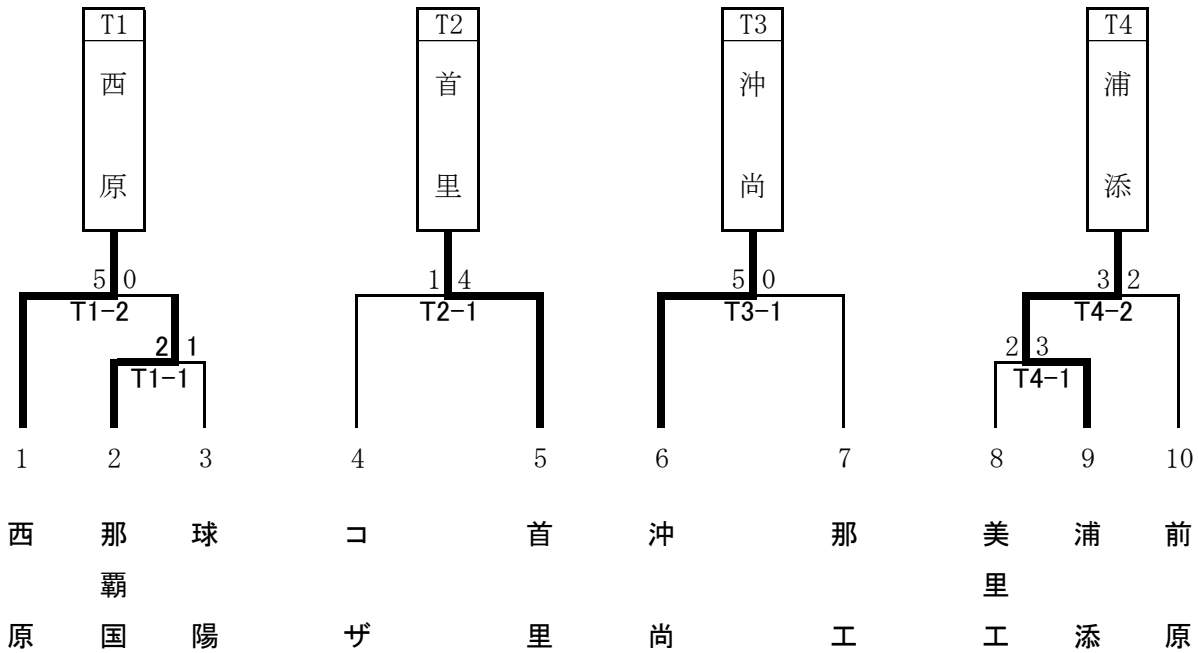 T1 T2 T3 T4
西原 首里 沖尚 浦添
5 0 1 4 5 0 3 2
T1-2 T2-1 T3-1 T4-2
2 1 2 3
T1-1 T4-1
1 2 3 4 5 6 7 8 9 10
西原 那覇国 球陽 コザ 首里 沖尚 那工 美里工 浦添 前原